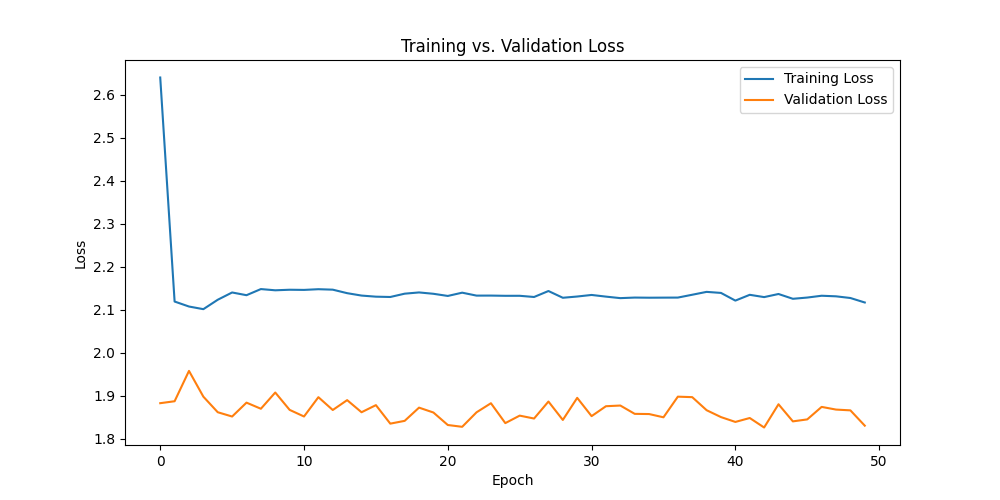 Training vs. Validation Loss
Training Loss
Validation Loss
2.6
2.5
2.4
2.3
2.2
2.1
2.0
1.9
1.8
Loss
0 10 20 30 40 50
Epoch